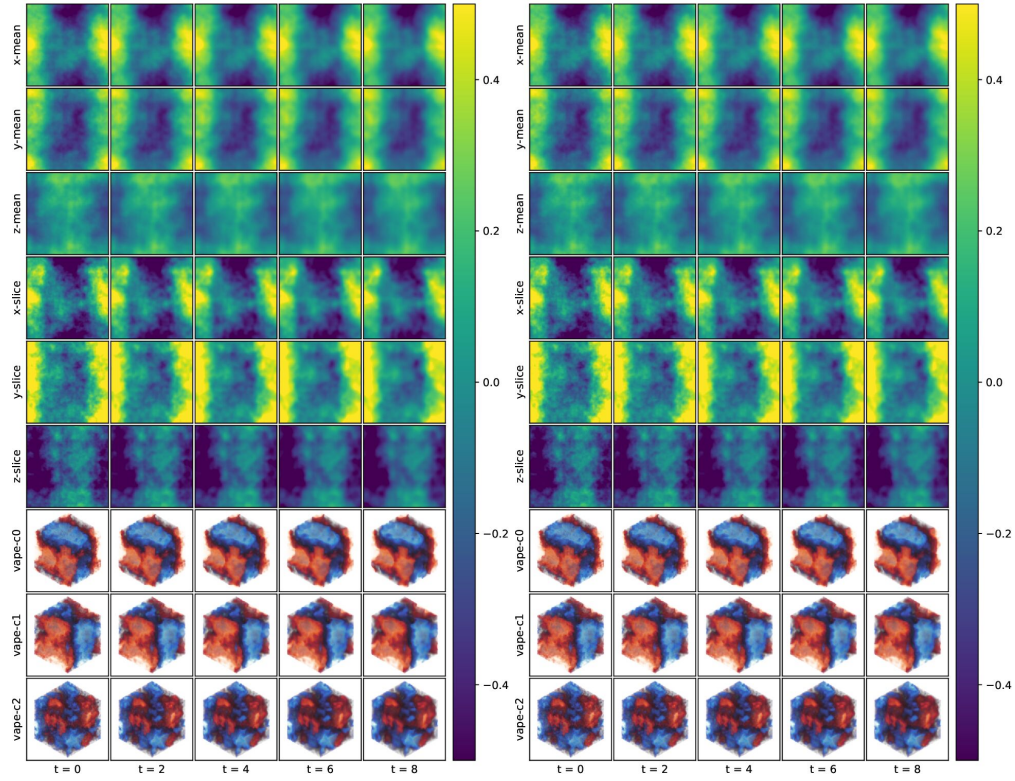 x-mean
y-mean
z-mean
x-slice
y-slice
z-slice
vape-c0
vape-c1
vape-c2
t = 0 t = 2 t = 4 t = 6 t = 8
0.4
0.2
0.0
−0.2
−0.4
x-mean
y-mean
z-mean
x-slice
y-slice
z-slice
vape-c0
vape-c1
vape-c2
t = 0 t = 2 t = 4 t = 6 t = 8
0.4
0.2
0.0
−0.2
−0.4